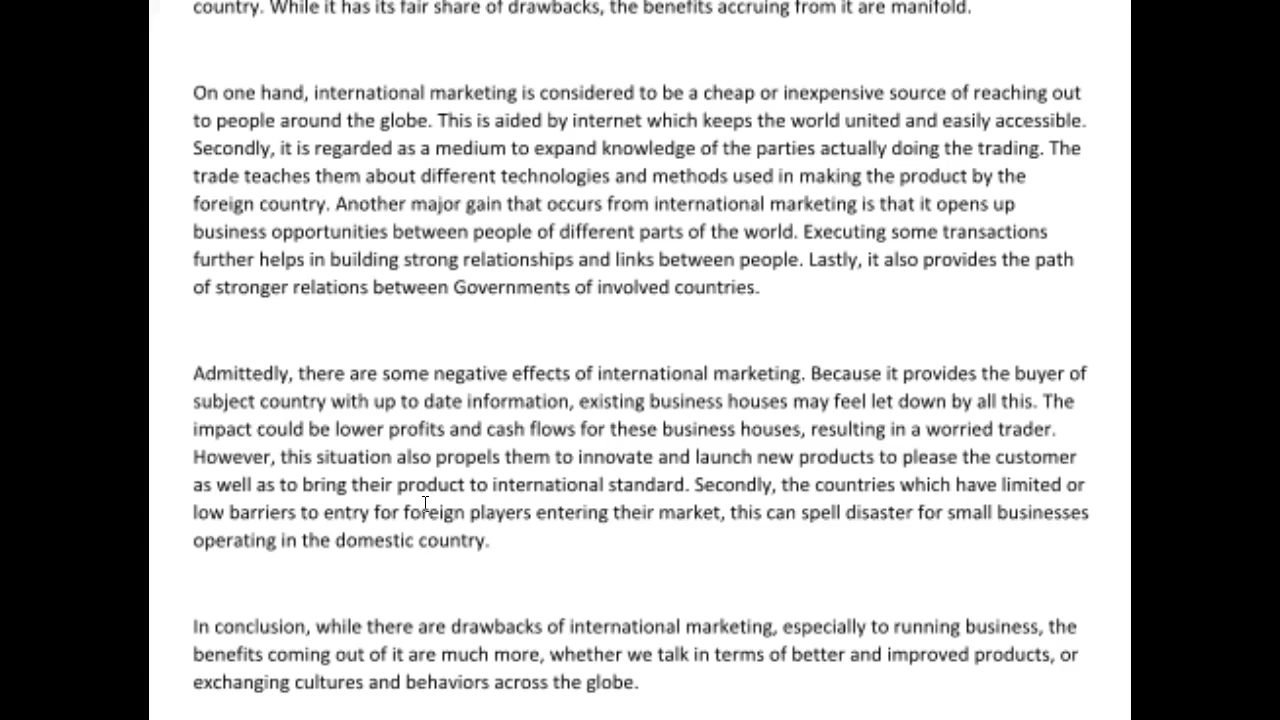 country. While it has its fair share of drawbacks, the benefits accruing from it are manifold.
On one hand, international marketing is considered to be a cheap or inexpensive source of reaching out
to people around the globe. This is aided by internet which keeps the world united and easily accessible.
Secondly, it is regarded as a medium to expand knowledge of the parties actually doing the trading. The
trade teaches them about different technologies and methods used in making the product by the
foreign country. Another major gain that occurs from international marketing is that it opens up
business opportunities between people of different parts of the world. Executing some transactions
further helps in building strong relationships and links between people. Lastly, it also provides the path
of stronger relations between Governments of involved countries.
Admittedly, there are some negative effects of international marketing. Because it provides the buyer of
subject country with up to date information, existing business houses may feel let down by all this. The
impact could be lower profits and cash flows for these business houses, resulting in a worried trader.
However, this situation also propels them to innovate and launch new products to please the customer
as well as to bring their product to international standard. Secondly, the countries which have limited or
low barriers to entry for foreign players entering their market, this can spell disaster for small businesses
operating in the domestic country.
In conclusion, while there are drawbacks of international marketing, especially to running business, the
benefits coming out of it are much more, whether we talk in terms of better and improved products, or
exchanging cultures and behaviors across the globe.